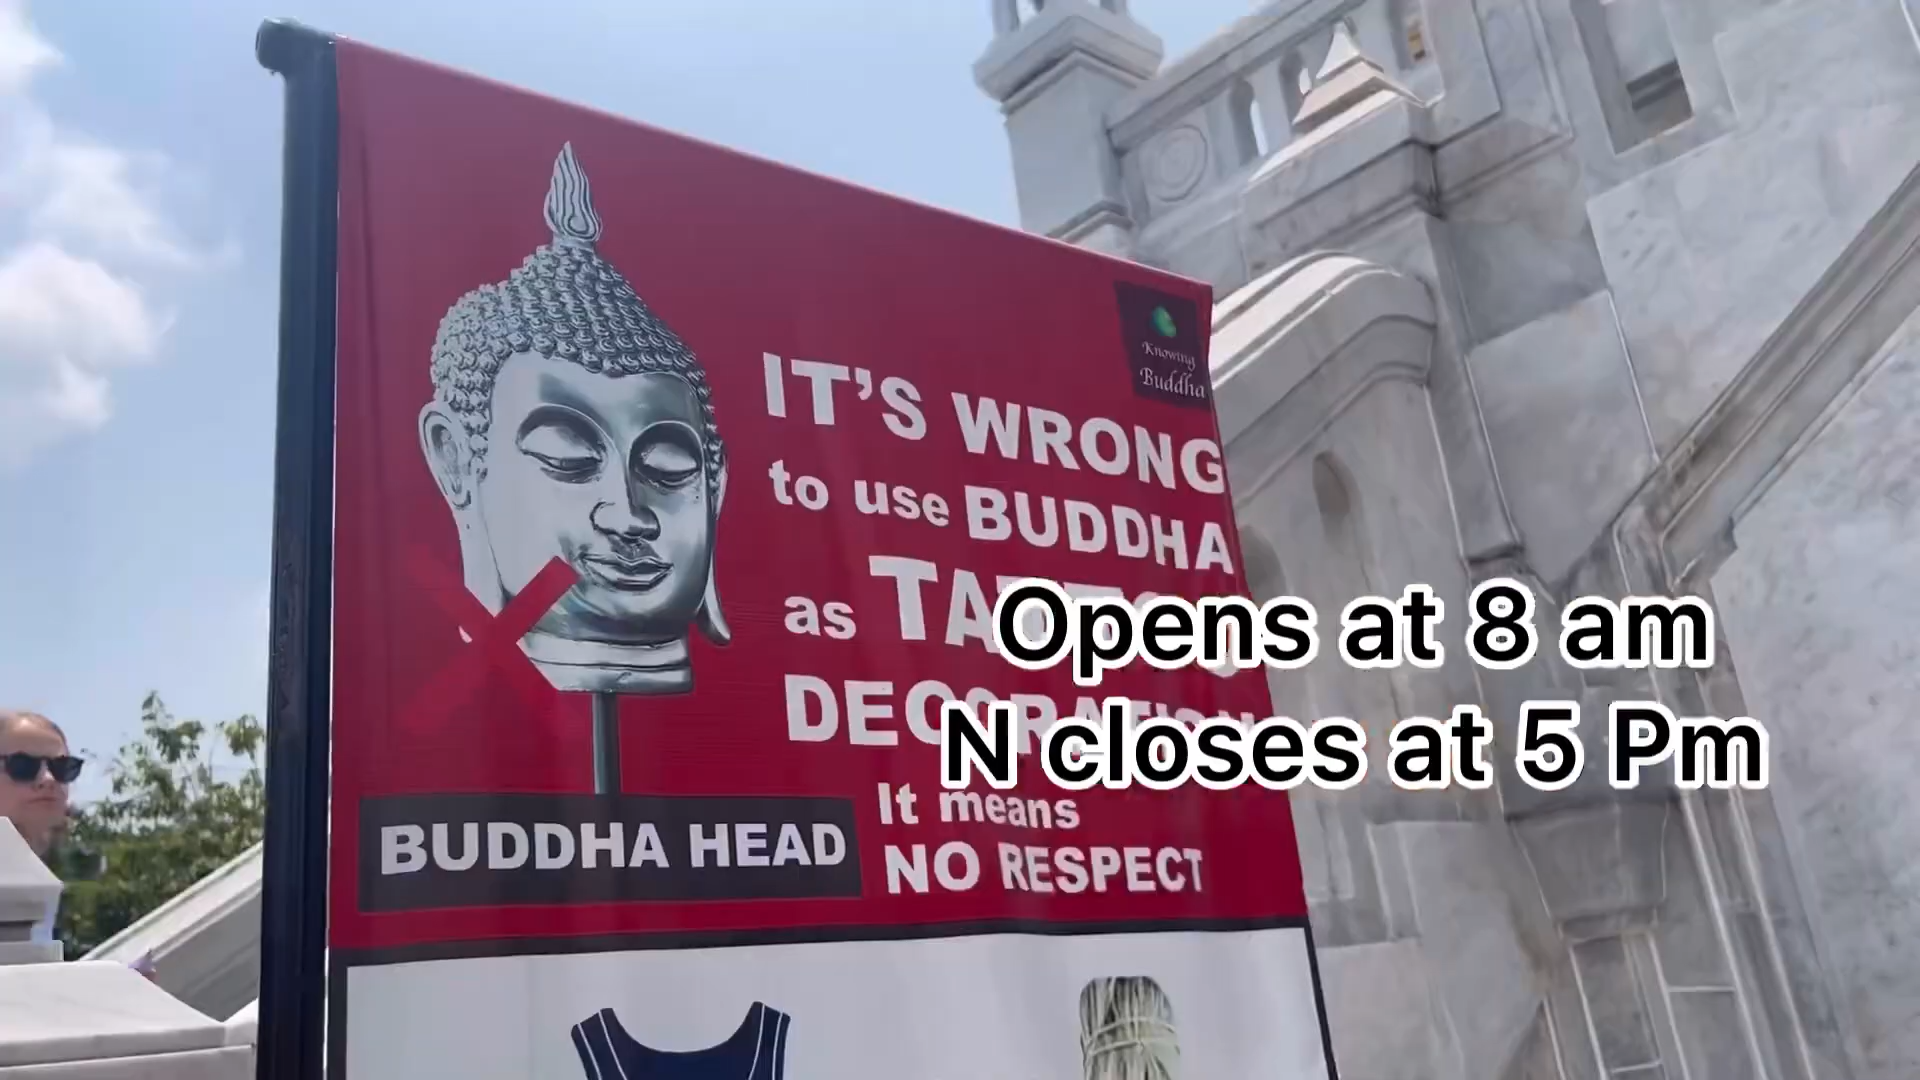 Knowing
Buddha
IT'S WRONG
to use BUDDHA
as
DECORATION
It means
NO RESPECT
BUDDHA HEAD
Opens at 8 am
N closes at 5 Pm